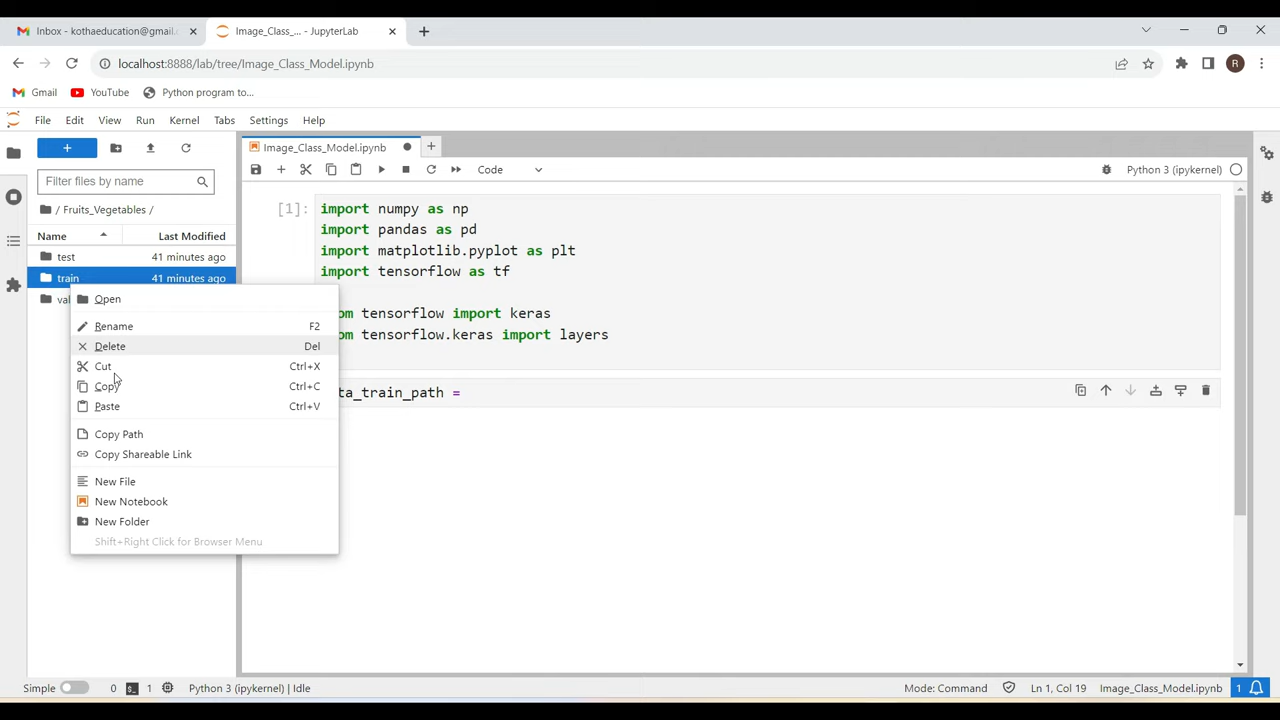 Inbox - kothaeducation@gmail.
Image_Class_... - JupyterLab
localhost:8888/lab/tree/Image_Class_Model.ipynb
R
Gmail
YouTube
Python program to...
File Edit View Run Kernel Tabs Settings Help
Image_Class_Model.ipynb
Code
Python 3 (ipykernel)
Filter files by name
/ Fruits_Vegetables /
Name
Last Modified
test 41 minutes ago
train 41 minutes ago
val
Open
Rename F2
Delete Del
Cut Ctrl+X
Copy Ctrl+C
Paste Ctrl+V
Copy Path
Copy Shareable Link
New File
New Notebook
New Folder
Shift+Right Click for Browser Menu
[1]:
import numpy as np
import pandas as pd
import matplotlib.pyplot as plt
import tensorflow as tf
om tensorflow import keras
om tensorflow.keras import layers
ta_train_path =
Simple 0 1 Python 3 (ipykernel) | Idle
Mode: Command Ln 1, Col 19 Image_Class_Model.ipynb 1